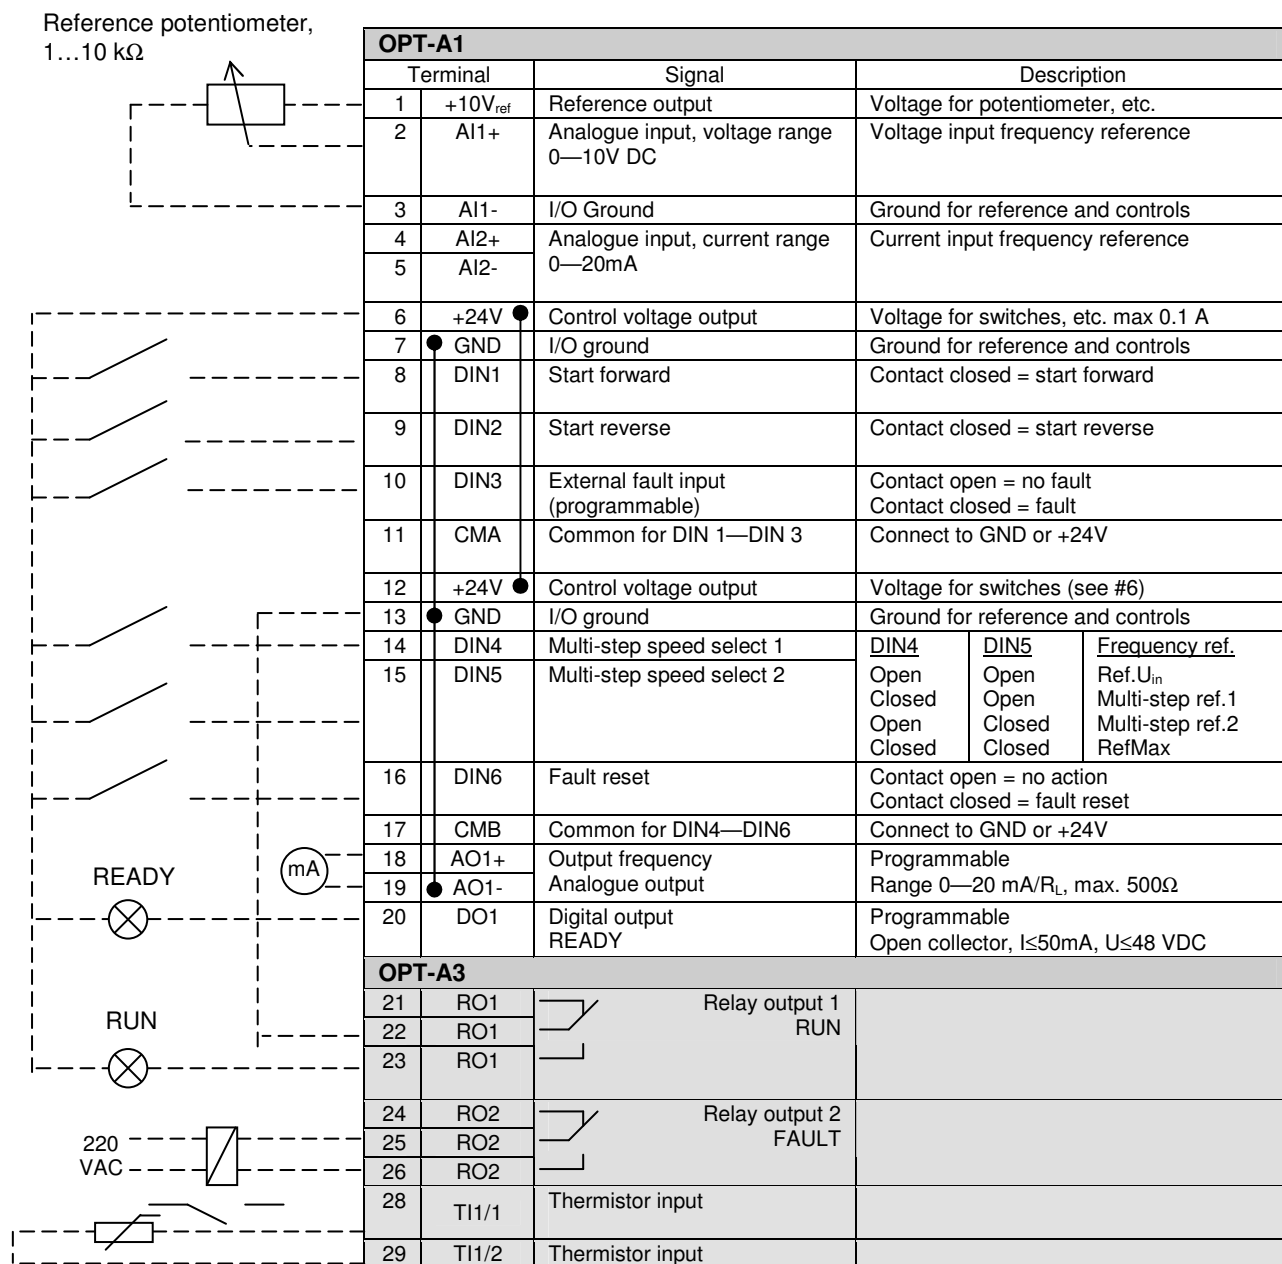 Reference potentiometer,
1…10 kΩ
OPT-A1
Terminal Signal Description
1 +10Vref Reference output Voltage for potentiometer, etc.
2 AI1+ Analogue input, voltage range Voltage input frequency reference
0—10V DC
3 AI1- I/O Ground Ground for reference and controls
4 AI2+ Analogue input, current range Current input frequency reference
5 AI2- 0—20mA
6 +24V Control voltage output Voltage for switches, etc. max 0.1 A
7 GND I/O ground Ground for reference and controls
8 DIN1 Start forward Contact closed = start forward
9 DIN2 Start reverse Contact closed = start reverse
10 DIN3 External fault input Contact open = no fault
(programmable) Contact closed = fault
11 CMA Common for DIN 1—DIN 3 Connect to GND or +24V
12 +24V Control voltage output Voltage for switches (see #6)
13 GND I/O ground Ground for reference and controls
14 DIN4 Multi-step speed select 1 DIN4 DIN5 Frequency ref.
15 DIN5 Multi-step speed select 2 Open Open Ref.Uin
Closed Open Multi-step ref.1
Open Closed Multi-step ref.2
Closed Closed RefMax
16 DIN6 Fault reset Contact open = no action
Contact closed = fault reset
17 CMB Common for DIN4—DIN6 Connect to GND or +24V
mA 18 AO1+ Output frequency Programmable
READY 19 AO1- Analogue output Range 0—20 mA/RL, max. 500Ω
20 DO1 Digital output Programmable
READY Open collector, I≤50mA, U≤48 VDC
OPT-A3
21 RO1 Relay output 1
RUN 22 RO1 RUN
23 RO1
24 RO2 Relay output 2
220 25 RO2 FAULT
VAC 26 RO2
28 TI1/1 Thermistor input
29 TI1/2 Thermistor input